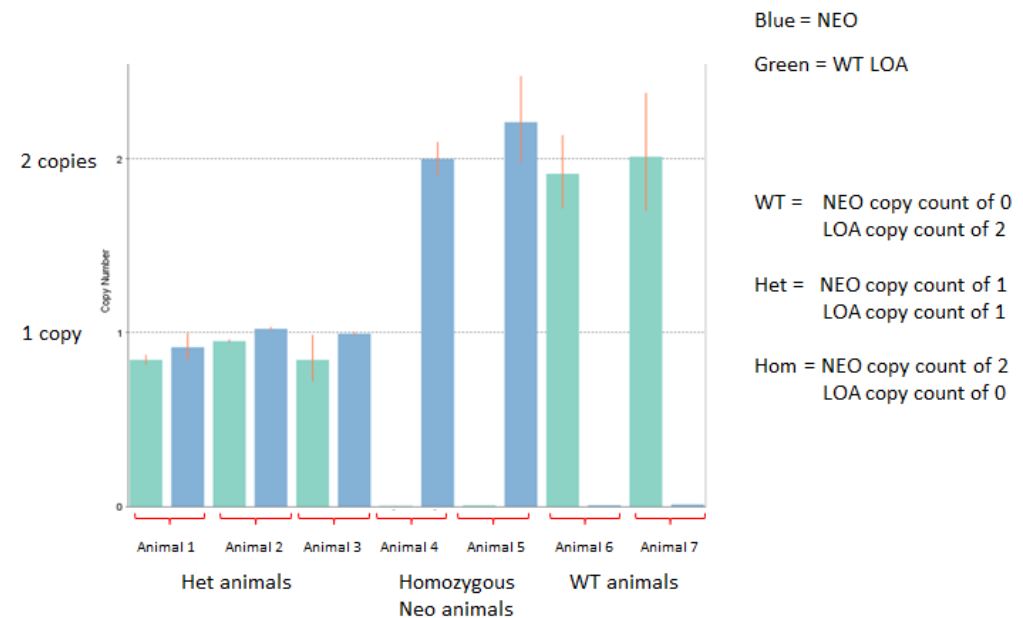 Blue = NEO
Green = WT LOA
2 copies
2
1 copy
1
0
Copy Number
WT = NEO copy count of 0
LOA copy count of 2
Het = NEO copy count of 1
LOA copy count of 1
Hom = NEO copy count of 2
LOA copy count of 0
Animal 1
Animal 2
Animal 3
Animal 4
Animal 5
Animal 6
Animal 7
Het animals
Homozygous
Neo animals
WT animals